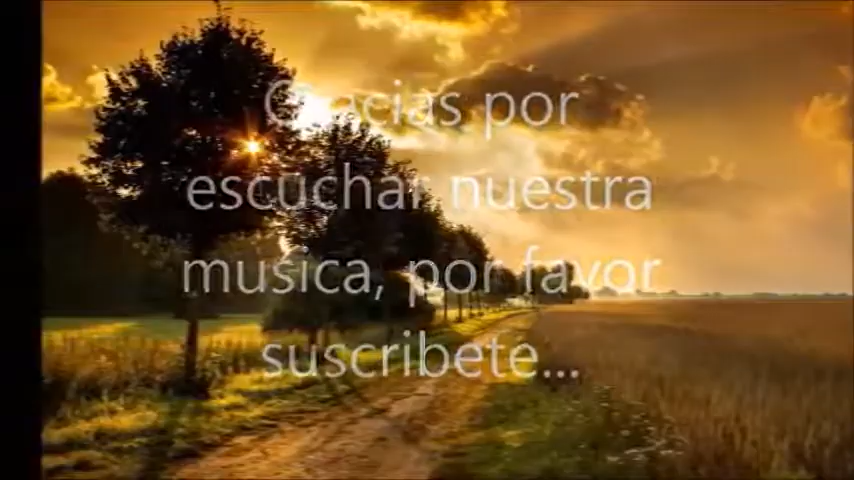 Gracias por
escuchar nuestra
musica, por favor
suscribete...